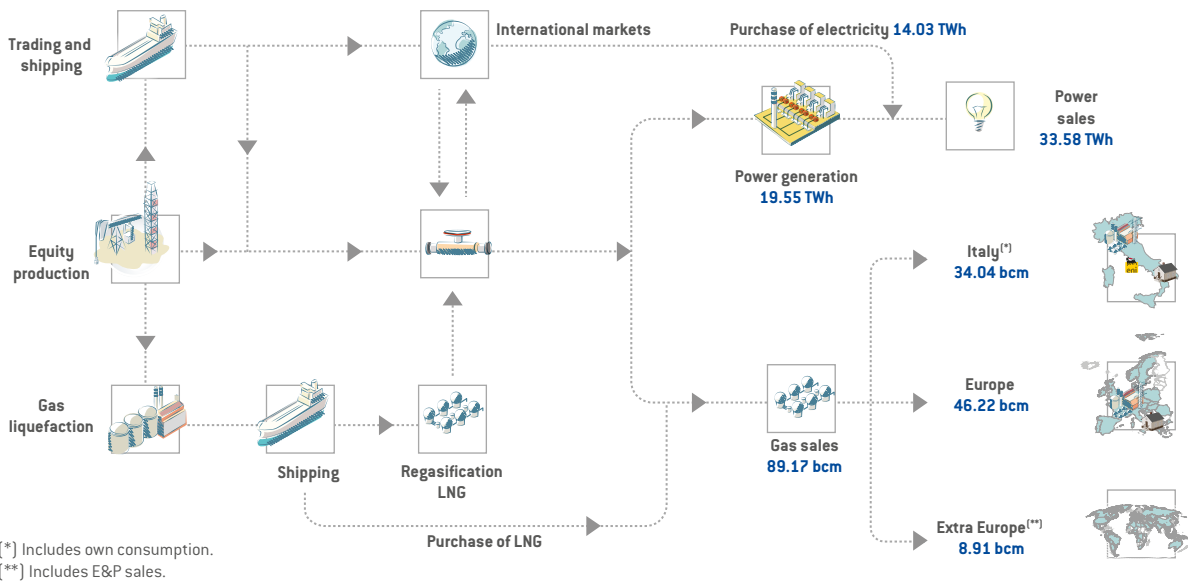 Trading and
shipping
International markets
Purchase of electricity 14.03 TWh
Power
sales
33.58 TWh
Power generation
19.55 TWh
Equity
production
Italy(*)
34.04 bcm
eni
Gas
liquefaction
Shipping
Regasification
LNG
Gas sales
89.17 bcm
Europe
46.22 bcm
Purchase of LNG
Extra Europe(**)
8.91 bcm
(*) Includes own consumption.
(**) Includes E&P sales.